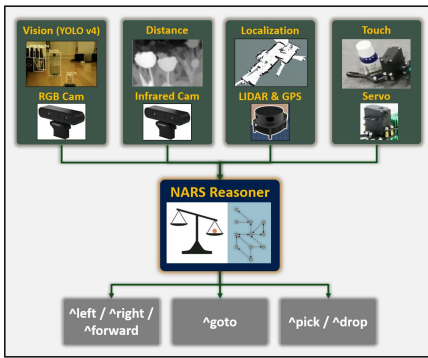 Vision (YOLO v4)
Distance
Localization
Touch
RGB Cam
Infrared Cam
LIDAR & GPS
Servo
NARS Reasoner
^left / ^right /
^forward
^goto
^pick / ^drop